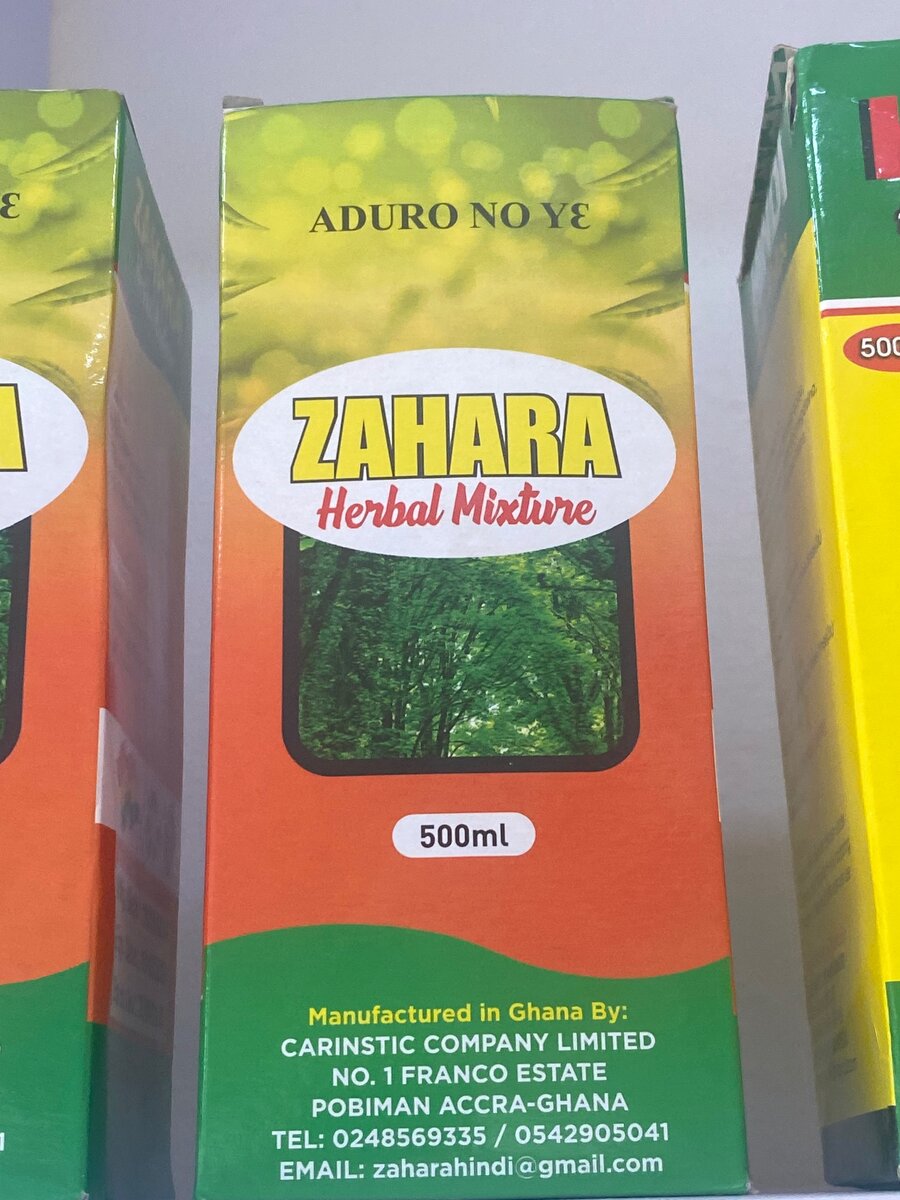 ADURO NO YƐ
ZAHARA
Herbal Mixture
500ml
Manufactured in Ghana By:
CARINSTIC COMPANY LIMITED
NO. 1 FRANCO ESTATE
POBIMAN ACCRA-GHANA
TEL: 0248569335 / 0542905041
EMAIL: zaharahindi@gmail.com